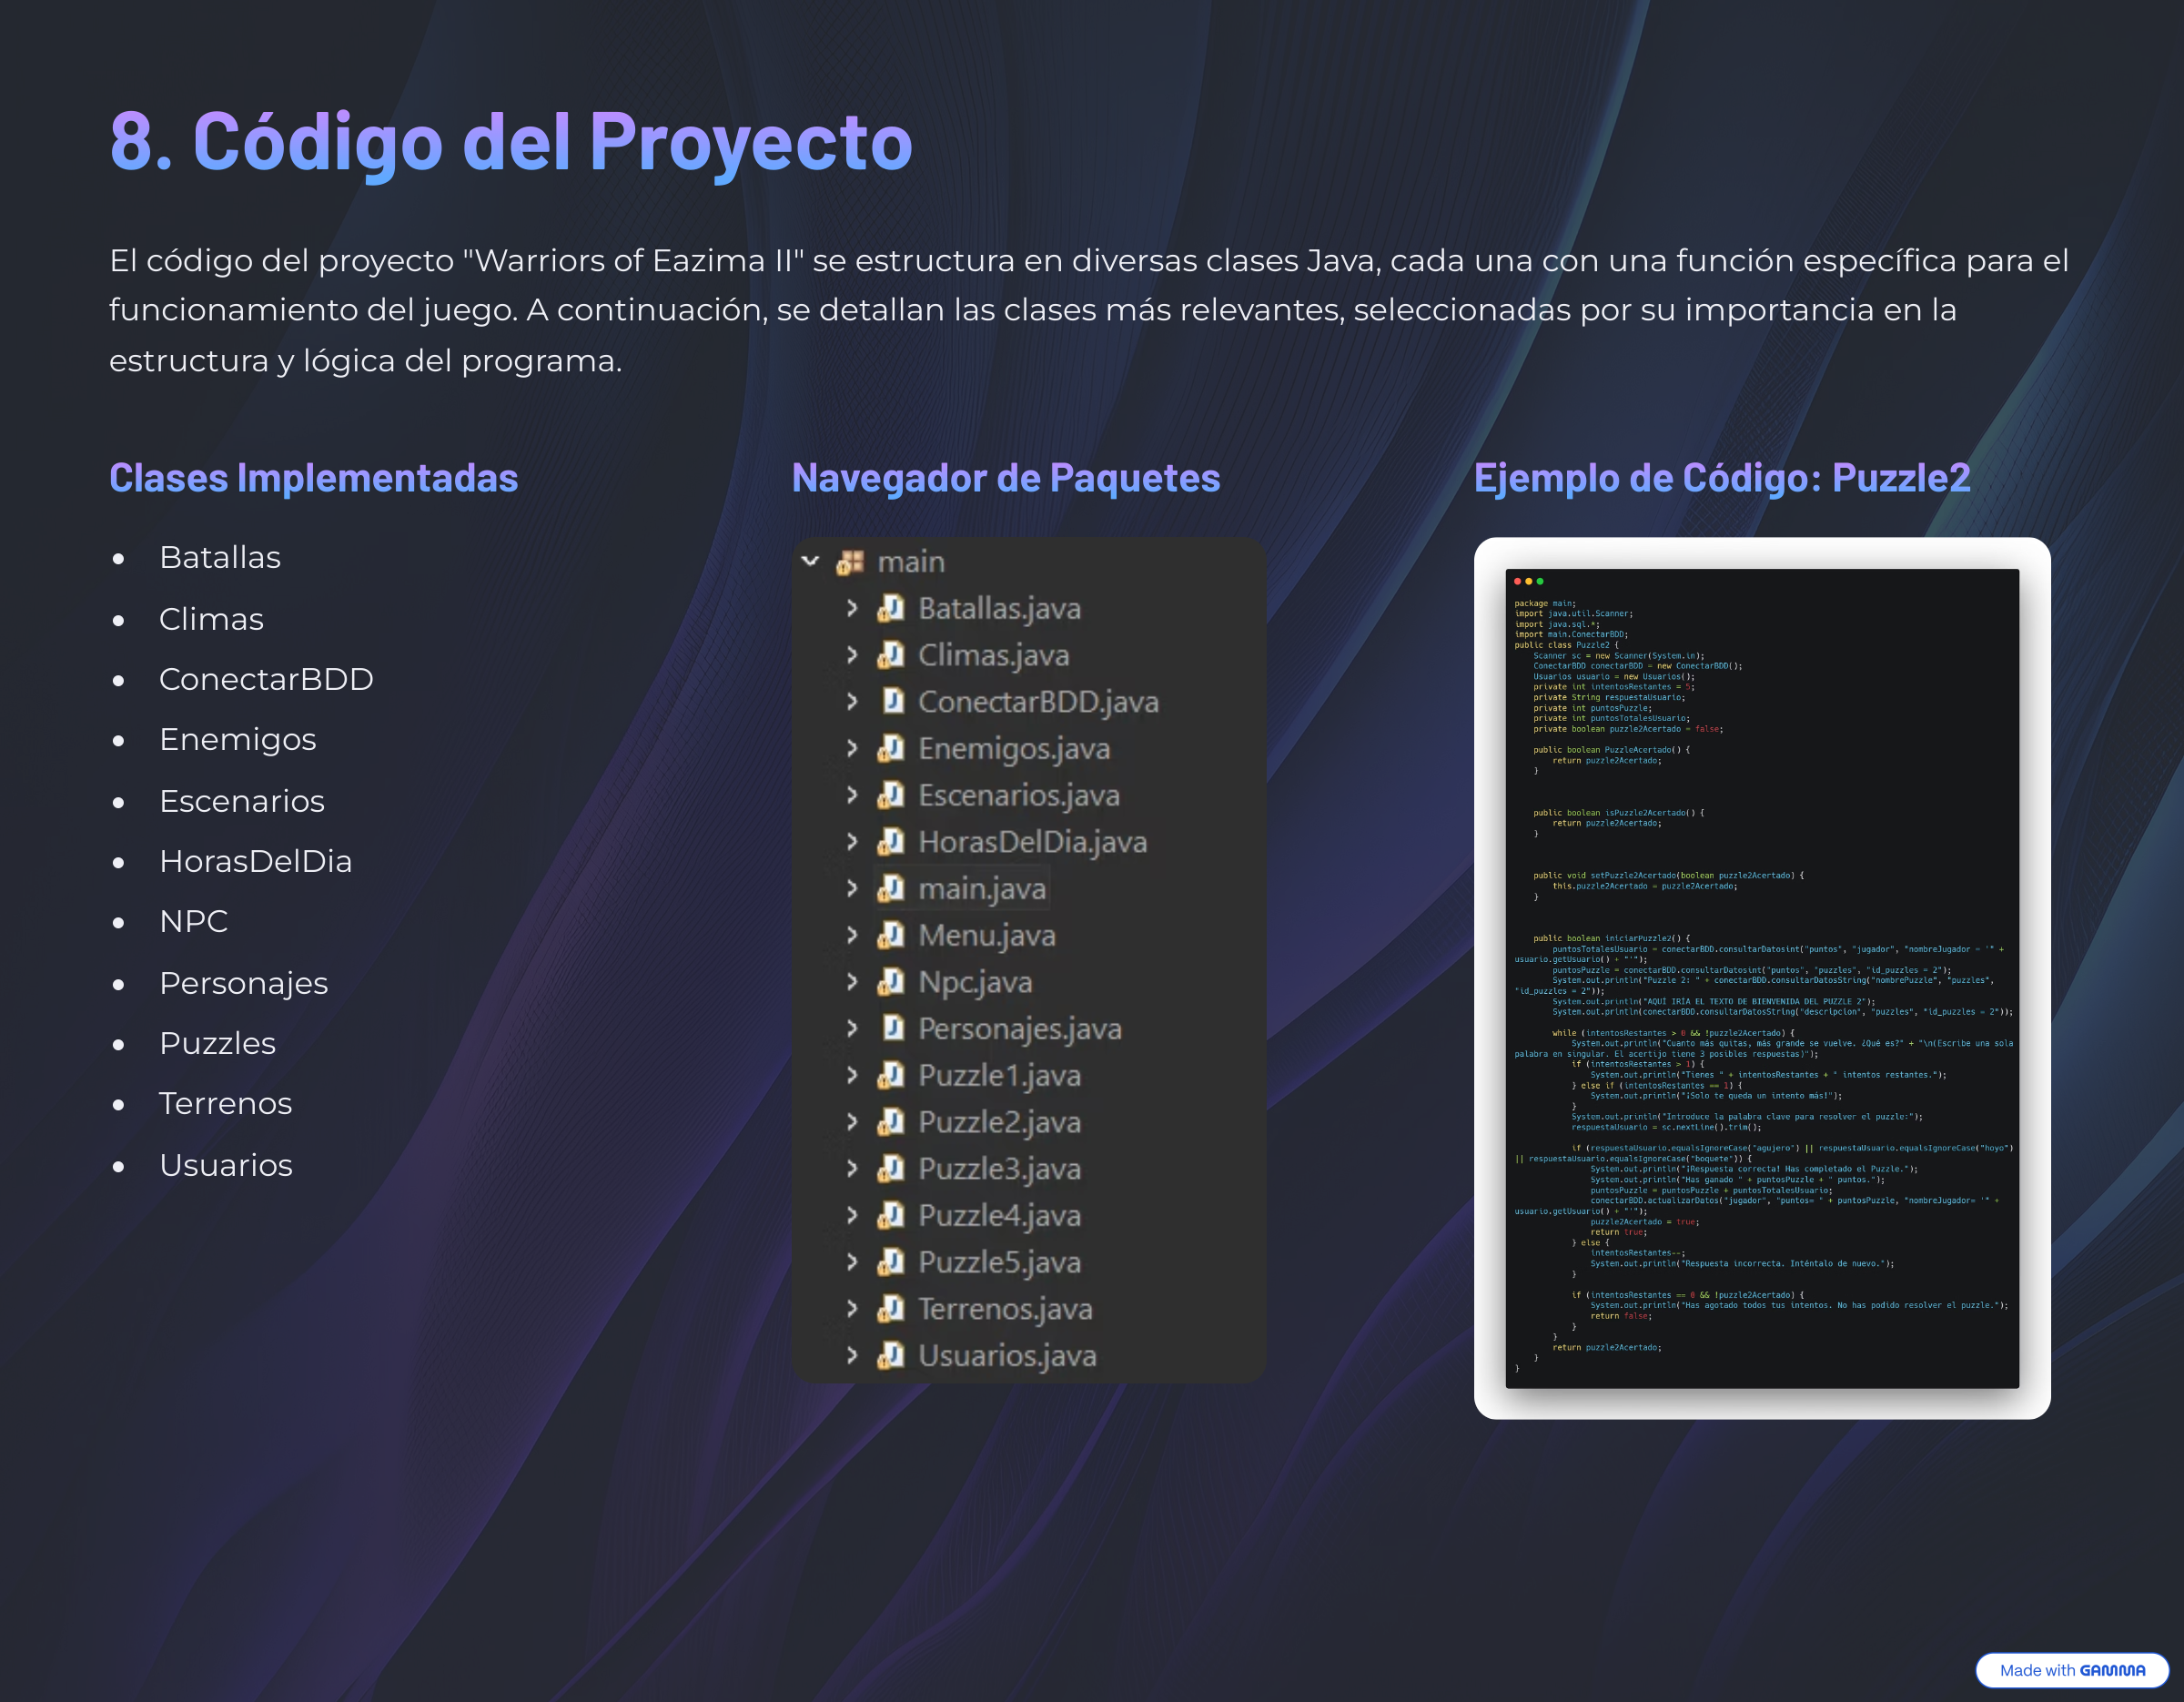 8. Código del Proyecto
El código del proyecto "Warriors of Eazima II" se estructura en diversas clases Java, cada una con una función específica para el
funcionamiento del juego. A continuación, se detallan las clases más relevantes, seleccionadas por su importancia en la
estructura y lógica del programa.
Clases Implementadas
• Batallas
• Climas
• ConectarBDD
• Enemigos
• Escenarios
• HorasDelDia
• NPC
• Personajes
• Puzzles
• Terrenos
• Usuarios
Navegador de Paquetes
main
Batallas.java
Climas.java
ConectarBDD.java
Enemigos.java
Escenarios.java
HorasDelDia.java
main.java
Menu.java
Npc.java
Personajes.java
Puzzle1.java
Puzzle2.java
Puzzle3.java
Puzzle4.java
Puzzle5.java
Terrenos.java
Usuarios.java
Ejemplo de Código: Puzzle2
package main;
import java.util.Scanner;
import java.sql.*;
import main.ConectarBDD;
public class Puzzle2 {
    Scanner sc = new Scanner(System.in);
    ConectarBDD conectarBDD = new ConectarBDD();
    Usuarios usuario = new Usuarios();
    private int intentosRestantes = 5;
    private String respuestaUsuario;
    private int puntosPuzzle;
    private int puntosTotalesUsuario;
    private boolean puzzle2Acertado = false;
    public boolean PuzzleAcertado() {
        return puzzle2Acertado;
    }
    public boolean isPuzzle2Acertado() {
        return puzzle2Acertado;
    }
    public void setPuzzle2Acertado(boolean puzzle2Acertado) {
        this.puzzle2Acertado = puzzle2Acertado;
    }
    public boolean iniciarPuzzle2() {
        puntosTotalesUsuario = conectarBDD.consultarDatosint("puntos", "jugador", "nombreJugador = '" +
usuario.getUsuario() + "'");
        puntosPuzzle = conectarBDD.consultarDatosint("puntos", "puzzles", "id_puzzles = 2");
        System.out.println("Puzzle 2: " + conectarBDD.consultarDatosString("nombrePuzzle", "puzzles",
"id_puzzles = 2"));
        System.out.println("AQUÍ IRÍA EL TEXTO DE BIENVENIDA DEL PUZZLE 2");
        System.out.println(conectarBDD.consultarDatosString("descripcion", "puzzles", "id_puzzles = 2"));
        while (intentosRestantes > 0 && !puzzle2Acertado) {
            System.out.println("Cuanto más quitas, más grande se vuelve. ¿Qué es?" + "\n(Escribe una sola
palabra en singular. El acertijo tiene 3 posibles respuestas)");
            if (intentosRestantes > 1) {
                System.out.println("Tienes " + intentosRestantes + " intentos restantes.");
            } else if (intentosRestantes == 1) {
                System.out.println("¡Solo te queda un intento más!");
            }
            System.out.println("Introduce la palabra clave para resolver el puzzle:");
            respuestaUsuario = sc.nextLine().trim();
            if (respuestaUsuario.equalsIgnoreCase("agujero") || respuestaUsuario.equalsIgnoreCase("hoyo")
|| respuestaUsuario.equalsIgnoreCase("boquete")) {
                System.out.println("¡Respuesta correcta! Has completado el Puzzle.");
                System.out.println("Has ganado " + puntosPuzzle + " puntos.");
                puntosPuzzle = puntosPuzzle + puntosTotalesUsuario;
                conectarBDD.actualizarDatos("jugador", "puntos= " + puntosPuzzle, "nombreJugador= '" +
usuario.getUsuario() + "'");
                puzzle2Acertado = true;
                return true;
            } else {
                intentosRestantes--;
                System.out.println("Respuesta incorrecta. Inténtalo de nuevo.");
            }
            if (intentosRestantes == 0 && !puzzle2Acertado) {
                System.out.println("Has agotado todos tus intentos. No has podido resolver el puzzle.");
                return false;
            }
        }
        return puzzle2Acertado;
    }
}
Made with GAMMA